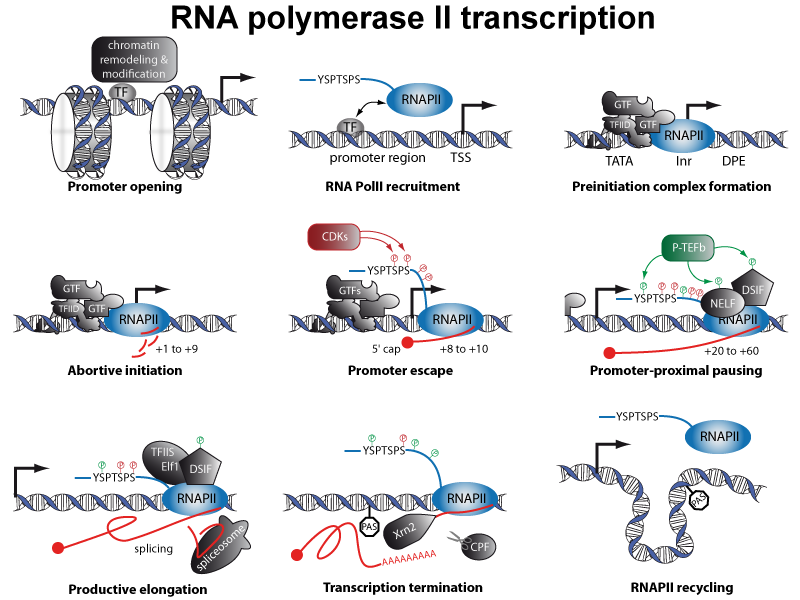 RNA polymerase II transcription
chromatin
remodeling &
modification
TF
Promoter opening
YSPTSPS
RNAPII
TF
promoter region
TSS
RNA PolII recruitment
GTF
TFIID
GTF
RNAPII
TATA
Inr
DPE
Preinitiation complex formation
GTF
TFIID
GTF
RNAPII
+1 to +9
Abortive initiation
CDKs
P
P
YSPTSPS
P
P
GTFs
RNAPII
5' cap
+8 to +10
Promoter escape
P-TEFb
P
P
P
P
P
P
P
YSPTSPS
NELF
DSIF
RNAPII
+20 to +60
Promoter-proximal pausing
P
P
P
P
YSPTSPS
TFIIS
Elf1
DSIF
RNAPII
splicing
spliceosome
Productive elongation
P
P
P
P
YSPTSPS
RNAPII
PAS
Xrn2
CPF
AAAAAAAAA
Transcription termination
YSPTSPS
RNAPII
PAS
RNAPII recycling